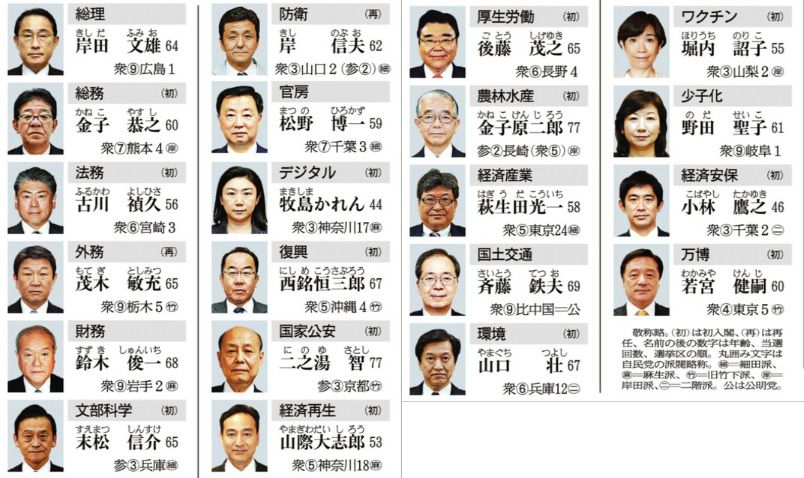 総理
きしだ ふみお
岸田 文雄 64
衆⑨広島1
総務 (初)
かねこ やすし
金子 恭之 60
衆⑦熊本4㊥
法務 (初)
ふるかわ よしひさ
古川 禎久 56
衆⑥宮崎3
外務 (再)
もてぎ としみつ
茂木 敏充 65
衆⑨栃木5竹
財務 (初)
すずき しゅんいち
鈴木 俊一 68
衆⑨岩手2麻
文部科学 (初)
すえまつ しんすけ
末松 信介 65
参③兵庫細
防衛 (再)
きし のぶお
岸 信夫 62
衆③山口2(参②)細
官房 (初)
まつの ひろかず
松野 博一 59
衆⑦千葉3細
デジタル (初)
まきしま
牧島かれん 44
衆③神奈川17麻
復興 (初)
にしめこうさぶろう
西銘恒三郎 67
衆⑤沖縄4竹
国家公安 (初)
にのゆ さとし
二之湯 智 77
参③京都竹
経済再生 (初)
やまぎわだいしろう
山際大志郎 53
衆⑤神奈川18麻
厚生労働 (初)
ごとう しげゆき
後藤 茂之 65
衆⑥長野4
農林水産 (初)
かねこげんじろう
金子原二郎 77
参②長崎(衆⑤)岸
経済産業
はぎうだこういち
萩生田光一 58
衆⑤東京24細
国土交通 (初)
さいとう てつお
斉藤 鉄夫 69
衆⑨比中国=公
環境 (初)
やまぐち つよし
山口 壮 67
衆⑥兵庫12㊁
ワクチン (初)
ほりうち のりこ
堀内 詔子 55
衆③山梨2岸
少子化
のだ せいこ
野田 聖子 61
衆⑨岐阜1
経済安保 (初)
こばやし たかゆき
小林 鷹之 46
衆③千葉2㊁
万博 (初)
わかみや けんじ
若宮 健嗣 60
衆④東京5竹
敬称略。(初)は初入閣、(再)は再
任、名前の後の数字は年齢、当選
回数、選挙区の順。丸囲み文字は
自民党の派閥略称。細=細田派、
麻=麻生派、竹=旧竹下派、岸=
岸田派、㊁=二階派。公は公明党。